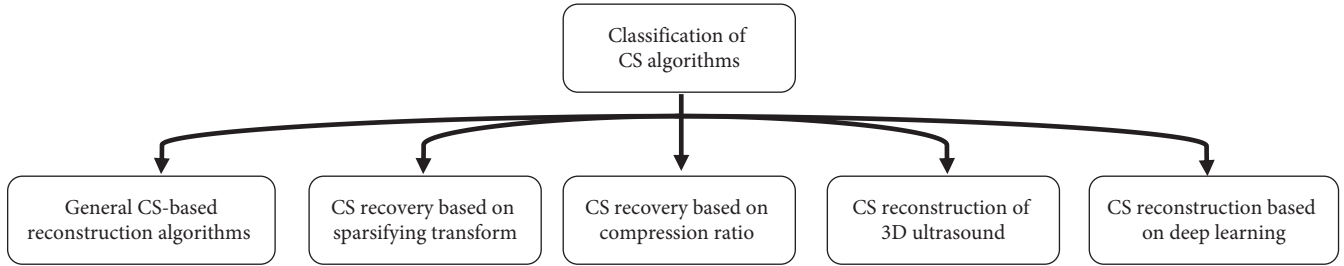 Classification of
CS algorithms
General CS-based
reconstruction algorithms
CS recovery based on
sparsifying transform
CS recovery based on
compression ratio
CS reconstruction of
3D ultrasound
CS reconstruction based
on deep learning